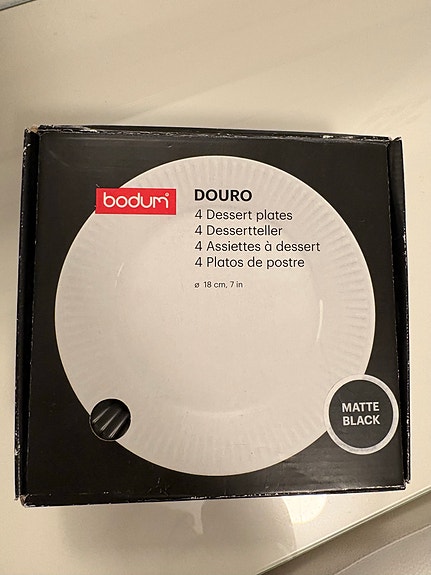 bodum
DOURO
4 Dessert plates
4 Dessertteller
4 Assiettes à dessert
4 Platos de postre
ø 18 cm, 7 in
MATTE
BLACK